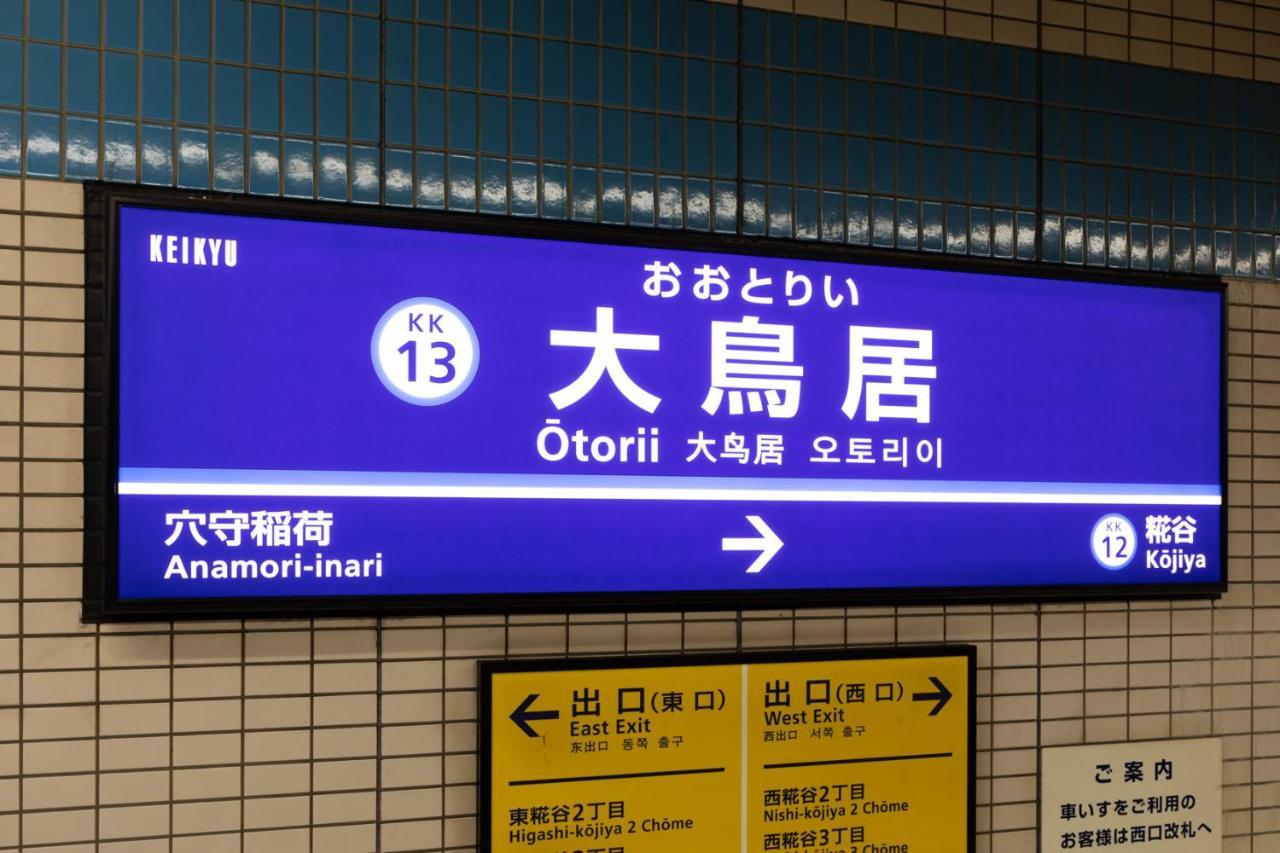 KEIKYU
おおとりい
KK
13
大鳥居
Ōtorii 大鸟居 오토리이
穴守稲荷
Anamori-inari
→
KK
12
糀谷
Kōjiya
← 出口(東口)
East Exit
东出口 동쪽 출구
東糀谷2丁目
Higashi-kōjiya 2 Chōme
出口(西口) →
West Exit
西出口 서쪽 출구
西糀谷2丁目
Nishi-kōjiya 2 Chōme
西糀谷3丁目
3 Chōme
ご案内
車いすをご利用の
お客様は西口改札へ